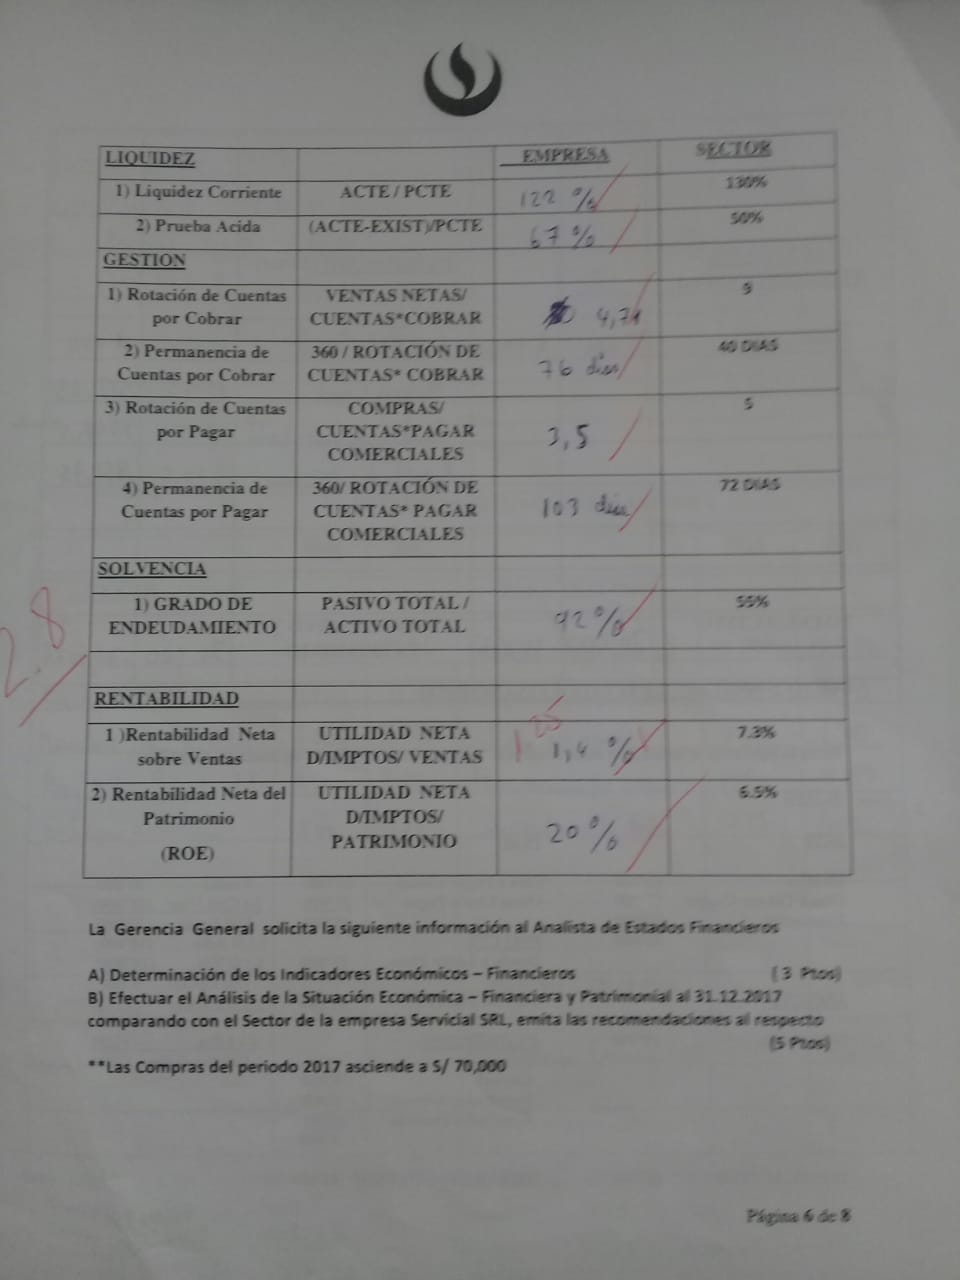 LIQUIDEZ EMPRESA SECTOR
1) Liquidez Corriente ACTE / PCTE 122 % 130%
2) Prueba Acida (ACTE-EXIST)/PCTE 67 % 50%
GESTION
1) Rotación de Cuentas VENTAS NETAS/ 9
por Cobrar CUENTAS*COBRAR 4,74
2) Permanencia de 360 / ROTACIÓN DE 40 DIAS
Cuentas por Cobrar CUENTAS* COBRAR 76 dias
3) Rotación de Cuentas COMPRAS/ 5
por Pagar CUENTAS*PAGAR 3,5
COMERCIALES
4) Permanencia de 360/ ROTACIÓN DE 72 DIAS
Cuentas por Pagar CUENTAS* PAGAR 103 dias
COMERCIALES
SOLVENCIA
1) GRADO DE PASIVO TOTAL / 55%
ENDEUDAMIENTO ACTIVO TOTAL 92%
2.8
RENTABILIDAD
1 )Rentabilidad Neta UTILIDAD NETA 7.3%
sobre Ventas D/IMPTOS/ VENTAS 1,4 %
2) Rentabilidad Neta del UTILIDAD NETA 6.5%
Patrimonio D/IMPTOS/ 20%
(ROE) PATRIMONIO
La Gerencia General solicita la siguiente información al Analista de Estados Financieros
A) Determinación de los Indicadores Económicos – Financieros ( 3 Ptos)
B) Efectuar el Análisis de la Situación Económica – Financiera y Patrimonial al 31.12.2017
comparando con el Sector de la empresa Servicial SRL, emita las recomendaciones al respecto
(5 Ptos)
**Las Compras del periodo 2017 asciende a S/ 70,000
Página 6 de 8